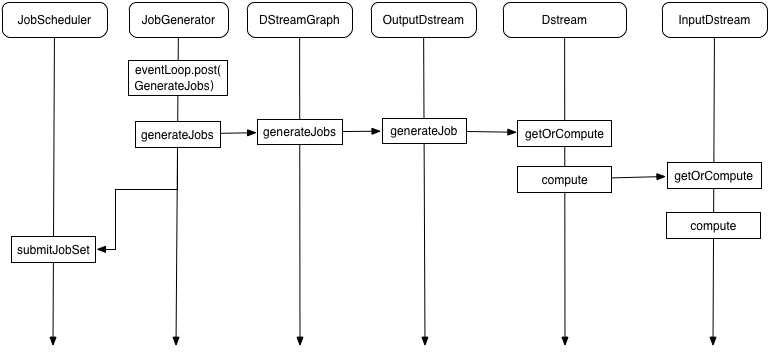 JobScheduler
JobGenerator
DStreamGraph
OutputDstream
Dstream
InputDstream
eventLoop.post(
GenerateJobs)
generateJobs
generateJobs
generateJob
getOrCompute
compute
getOrCompute
compute
submitJobSet